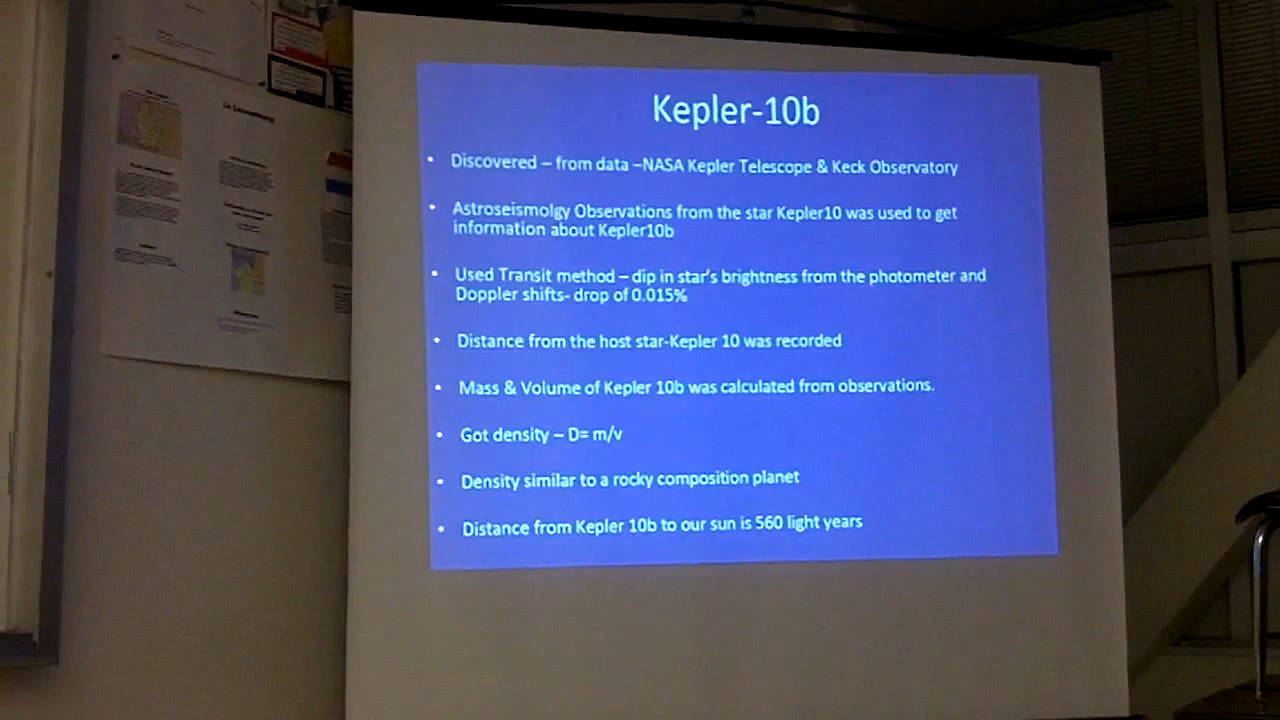 Kepler-10b
• Discovered – from data –NASA Kepler Telescope & Keck Observatory
• Astroseismolgy Observations from the star Kepler10 was used to get
information about Kepler10b
• Used Transit method – dip in star's brightness from the photometer and
Doppler shifts- drop of 0.015%
• Distance from the host star-Kepler 10 was recorded
• Mass & Volume of Kepler 10b was calculated from observations.
• Got density – D= m/v
• Density similar to a rocky composition planet
• Distance from Kepler 10b to our sun is 560 light years